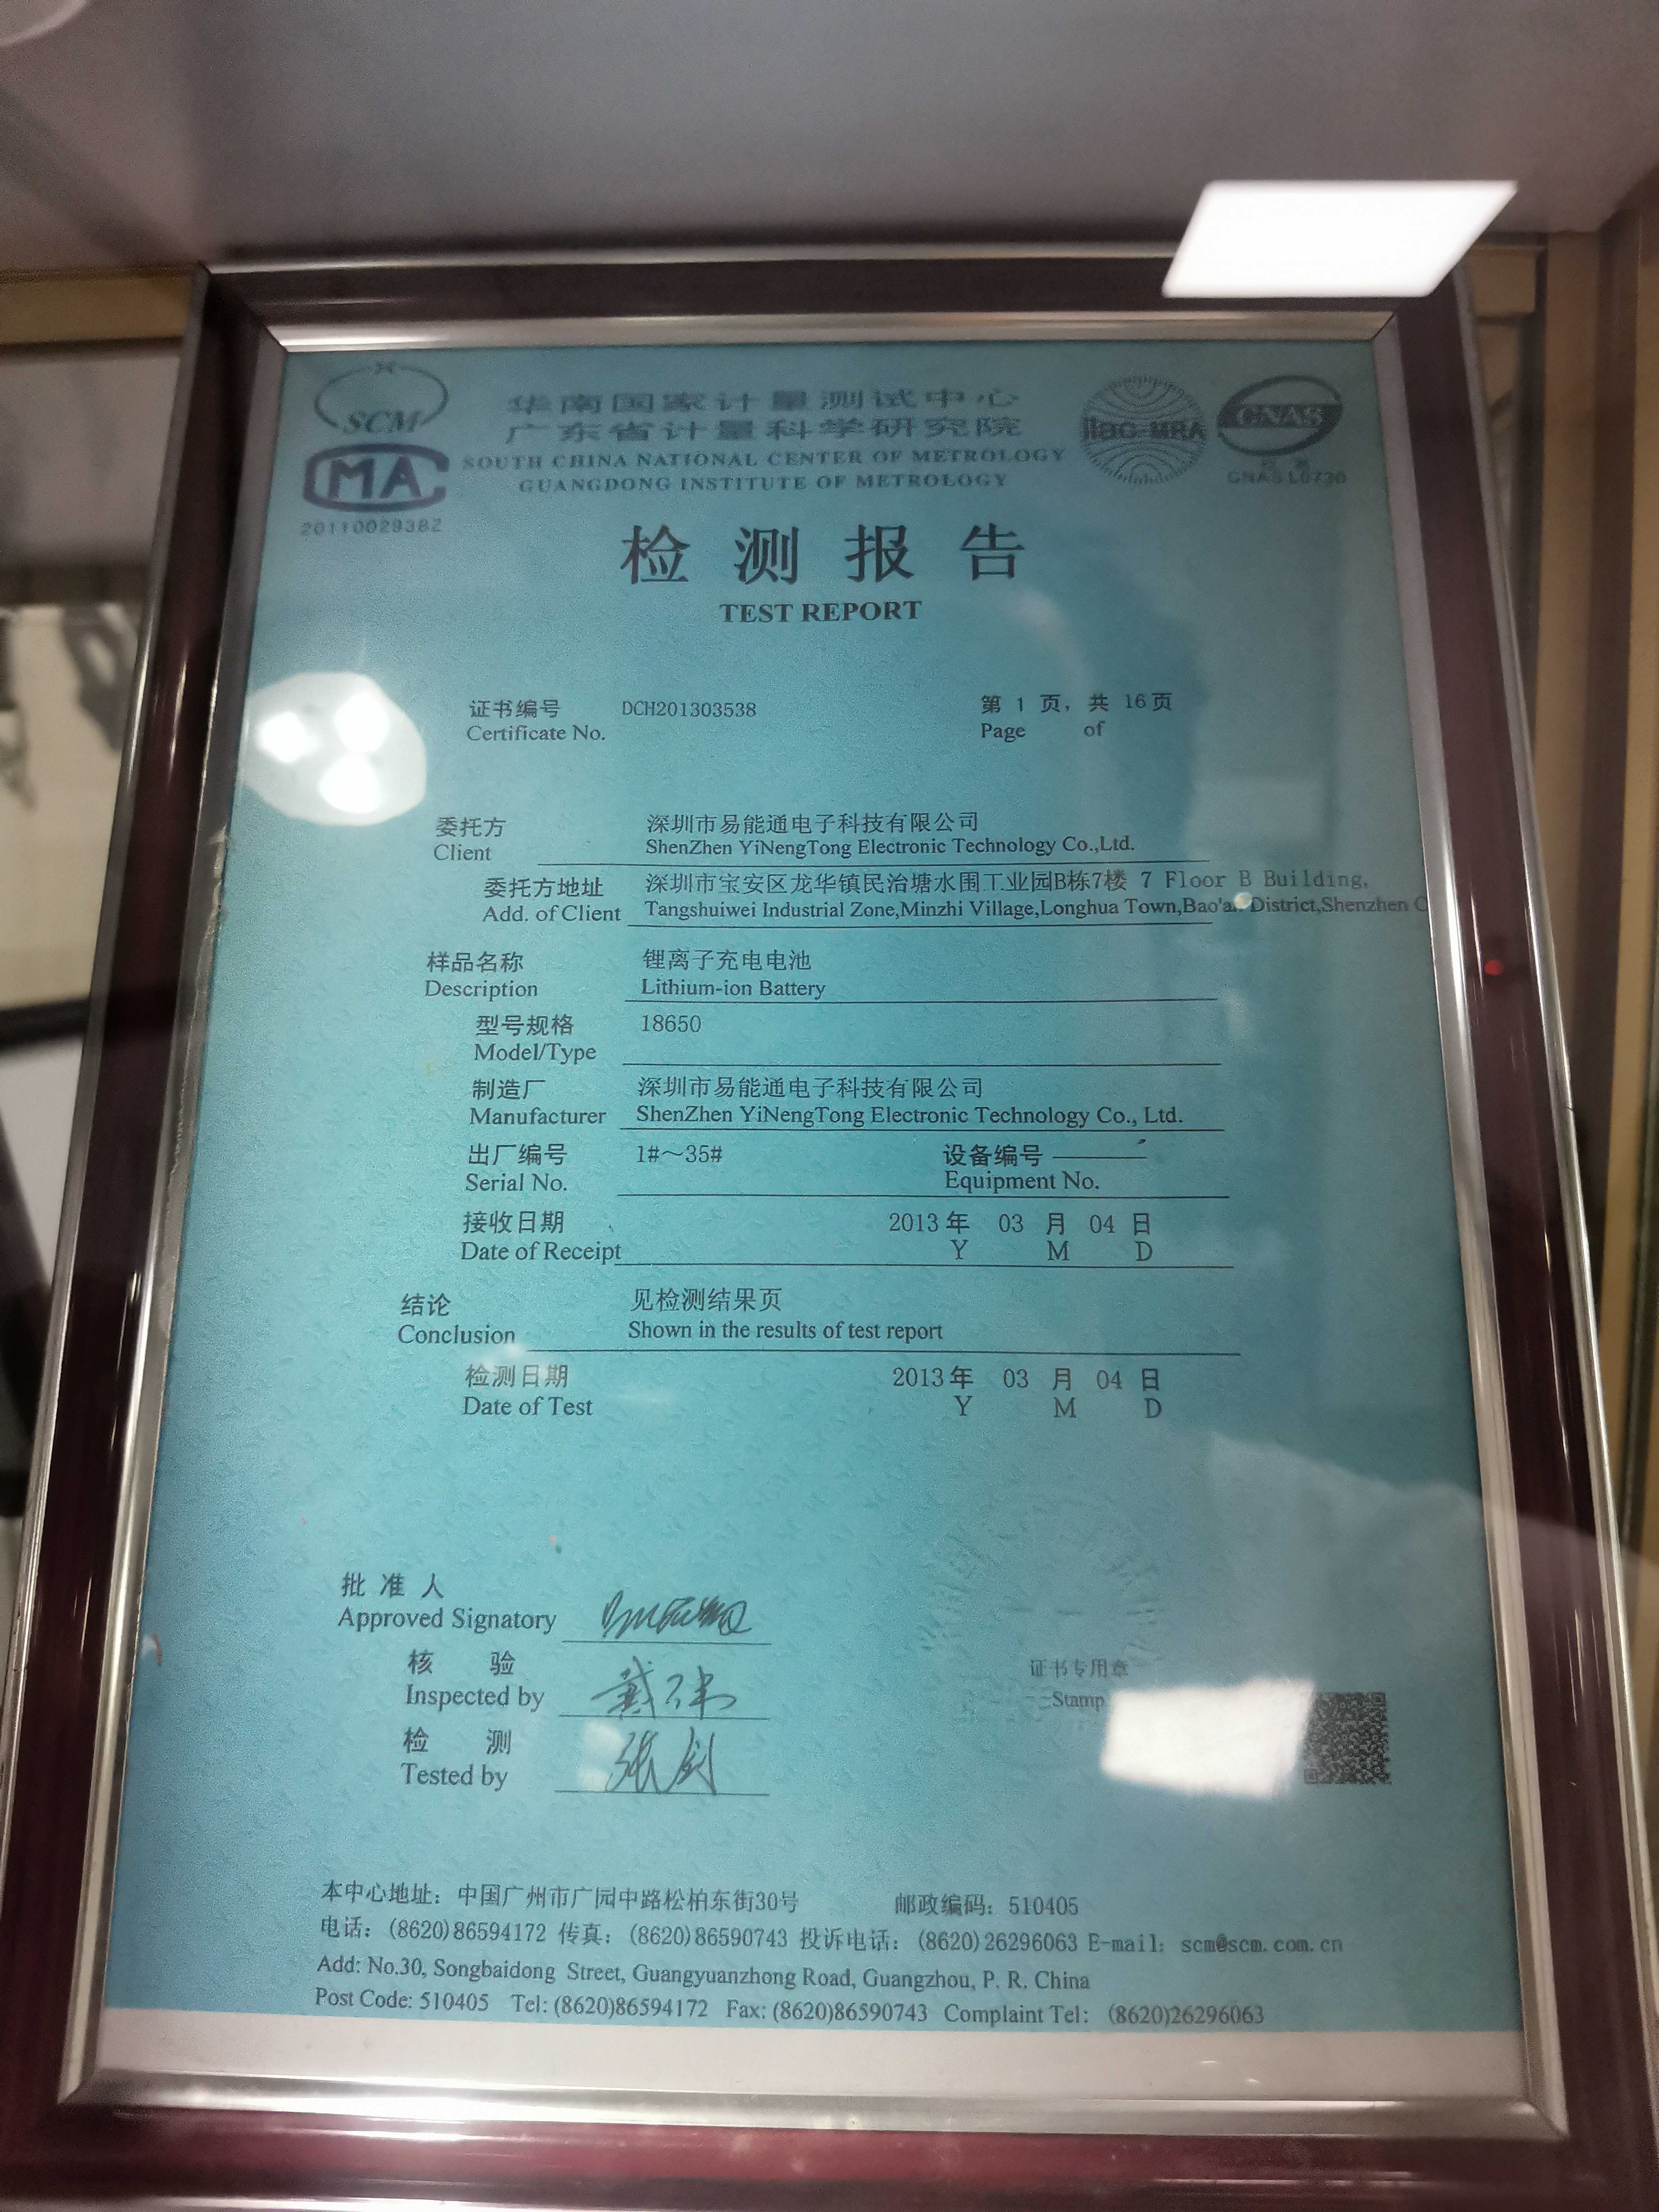 SCM
华南国家计量测试中心
广东省计量科学研究院
SOUTH CHINA NATIONAL CENTER OF METROLOGY
GUANGDONG INSTITUTE OF METROLOGY
ilac-MRA
CNAS
CNAS L0730
MA
2011002938Z
检测报告
TEST REPORT
证书编号 DCH201303538 第 1 页，共 16页
Certificate No. Page of
委托方 深圳市易能通电子科技有限公司
Client ShenZhen YiNengTong Electronic Technology Co.,Ltd.
委托方地址 深圳市宝安区龙华镇民治塘水围工业园B栋7楼 7 Floor B Building,
Add. of Client Tangshuiwei Industrial Zone,Minzhi Village,Longhua Town,Bao'an District,Shenzhen C
样品名称 锂离子充电电池
Description Lithium-ion Battery
型号规格 18650
Model/Type
制造厂 深圳市易能通电子科技有限公司
Manufacturer ShenZhen YiNengTong Electronic Technology Co., Ltd.
出厂编号 1#～35# 设备编号
Serial No. Equipment No.
接收日期 2013 年 03 月 04 日
Date of Receipt Y M D
结论 见检测结果页
Conclusion Shown in the results of test report
检测日期 2013 年 03 月 04 日
Date of Test Y M D
批准人
Approved Signatory
核验
Inspected by
证书专用章
Stamp
检测
Tested by
本中心地址：中国广州市广园中路松柏东街30号 邮政编码：510405
电话：(8620)86594172 传真：(8620)86590743 投诉电话：(8620)26296063 E-mail：scm@scm.com.cn
Add: No.30, Songbaidong Street, Guangyuanzhong Road, Guangzhou, P. R. China
Post Code: 510405 Tel: (8620)86594172 Fax: (8620)86590743 Complaint Tel: (8620)26296063